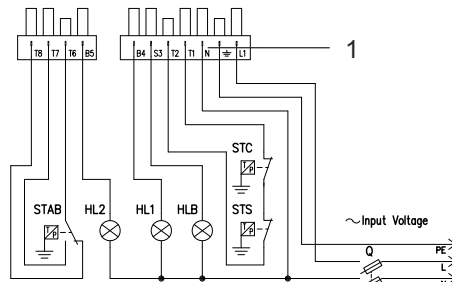 T8 T7 T6 B5 B4 S3 T2 T1 N L1
1
STC
T P
STAB HL2 HL1 HLB STS
T P T P
~Input Voltage
Q PE
L